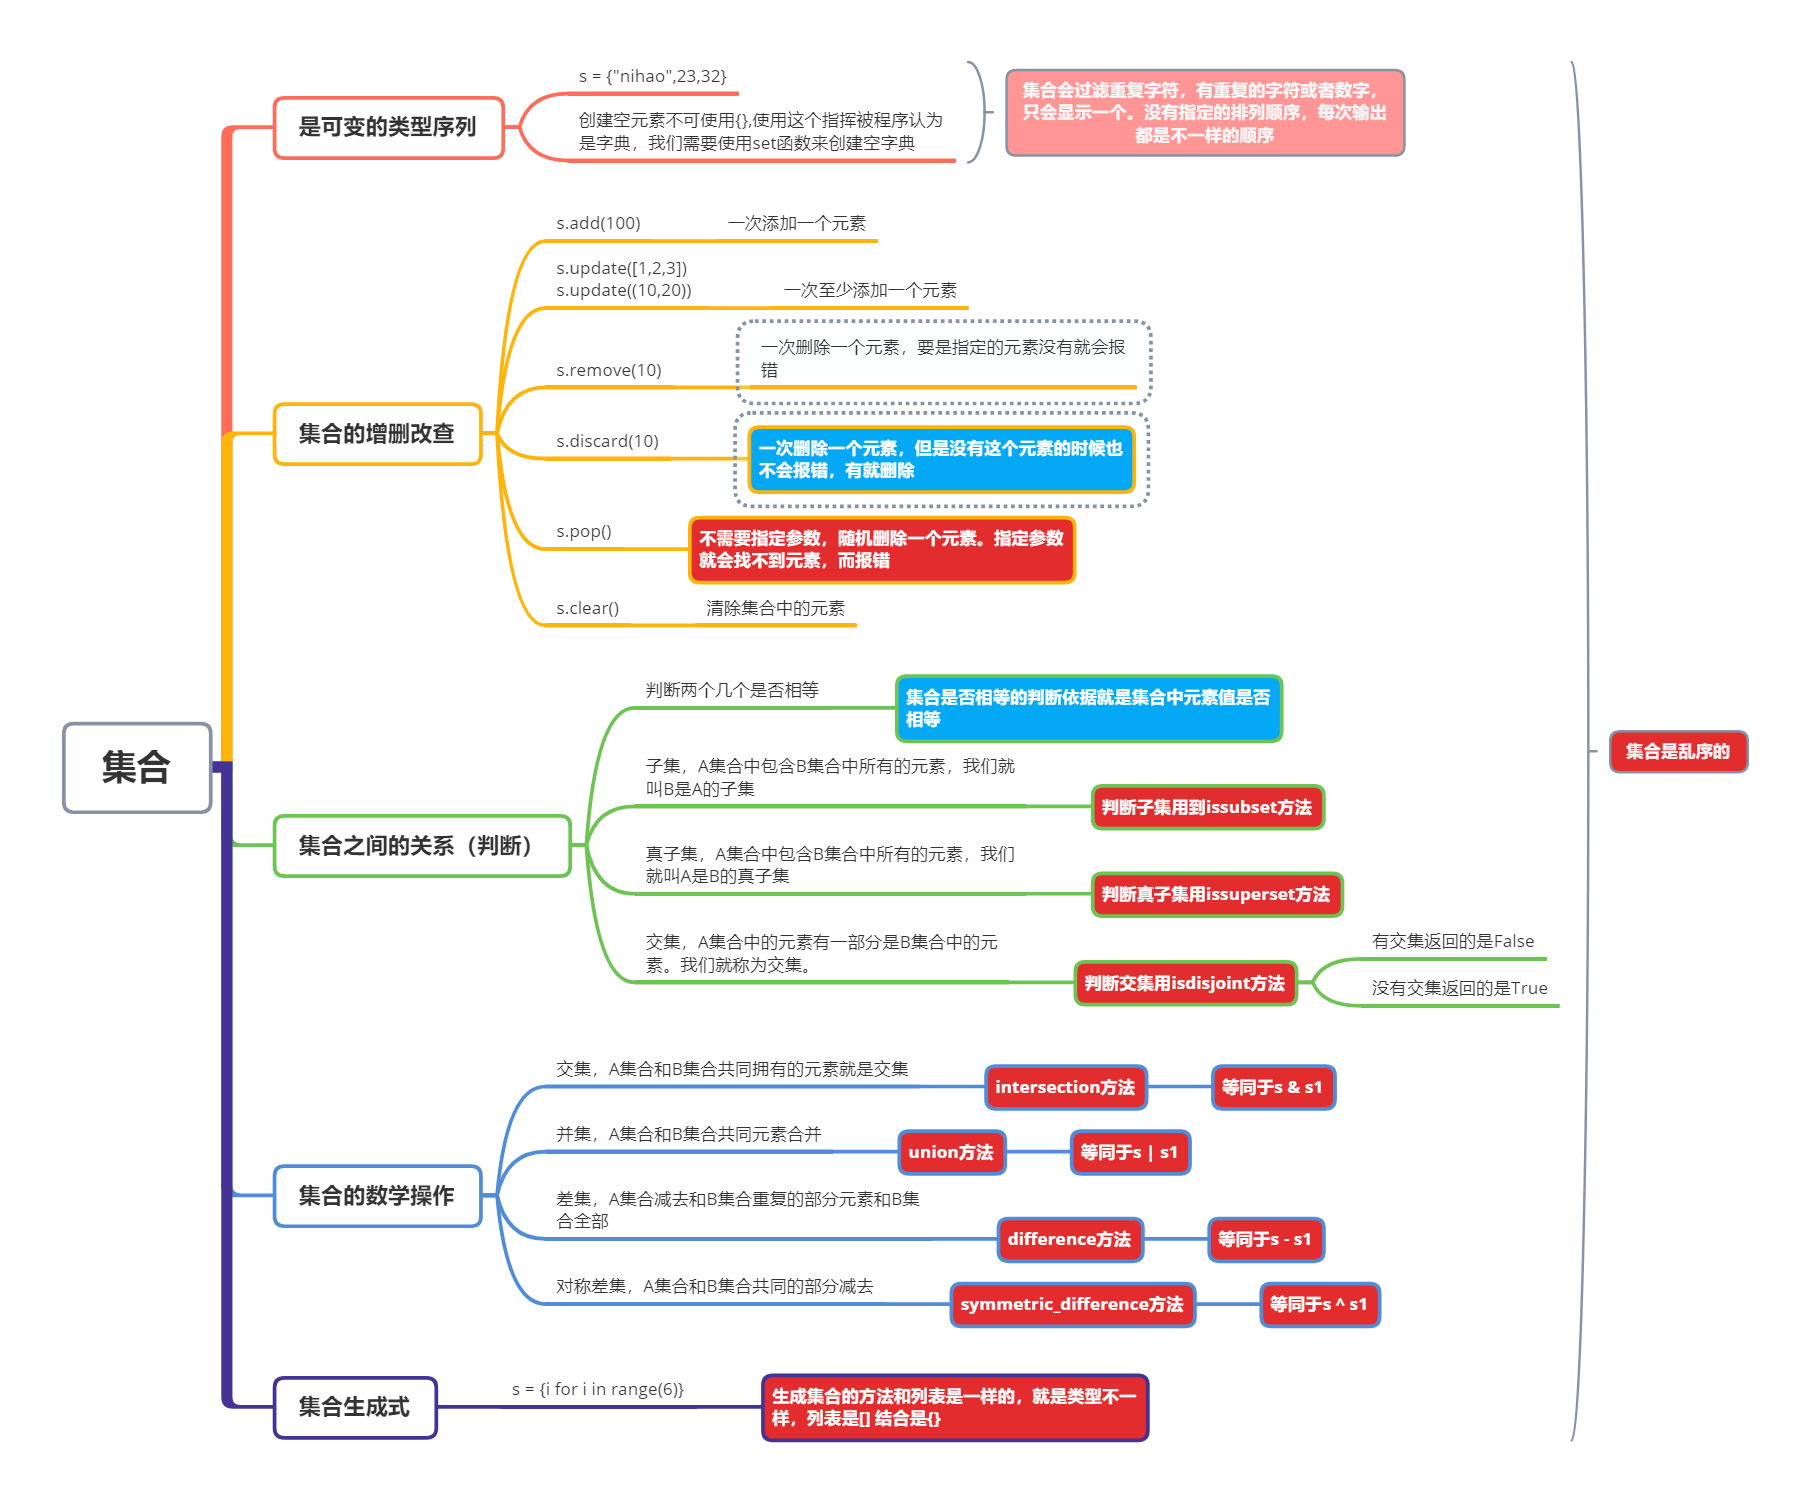 集合
是可变的类型序列
s = {"nihao",23,32}
创建空元素不可使用{},使用这个指挥被程序认为
是字典，我们需要使用set函数来创建空字典
集合会过滤重复字符，有重复的字符或者数字，
只会显示一个。没有指定的排列顺序，每次输出
都是不一样的顺序
集合的增删改查
s.add(100)
一次添加一个元素
s.update([1,2,3])
s.update((10,20))
一次至少添加一个元素
s.remove(10)
一次删除一个元素，要是指定的元素没有就会报
错
s.discard(10)
一次删除一个元素，但是没有这个元素的时候也
不会报错，有就删除
s.pop()
不需要指定参数，随机删除一个元素。指定参数
就会找不到元素，而报错
s.clear()
清除集合中的元素
集合之间的关系（判断）
判断两个几个是否相等
集合是否相等的判断依据就是集合中元素值是否
相等
子集，A集合中包含B集合中所有的元素，我们就
叫B是A的子集
判断子集用到issubset方法
真子集，A集合中包含B集合中所有的元素，我们
就叫A是B的真子集
判断真子集用issuperset方法
交集，A集合中的元素有一部分是B集合中的元
素。我们就称为交集。
判断交集用isdisjoint方法
有交集返回的是False
没有交集返回的是True
集合的数学操作
交集，A集合和B集合共同拥有的元素就是交集
intersection方法
等同于s & s1
并集，A集合和B集合共同元素合并
union方法
等同于s | s1
差集，A集合减去和B集合重复的部分元素和B集
合全部
difference方法
等同于s - s1
对称差集，A集合和B集合共同的部分减去
symmetric_difference方法
等同于s ^ s1
集合生成式
s = {i for i in range(6)}
生成集合的方法和列表是一样的，就是类型不一
样，列表是[] 结合是{}
集合是乱序的